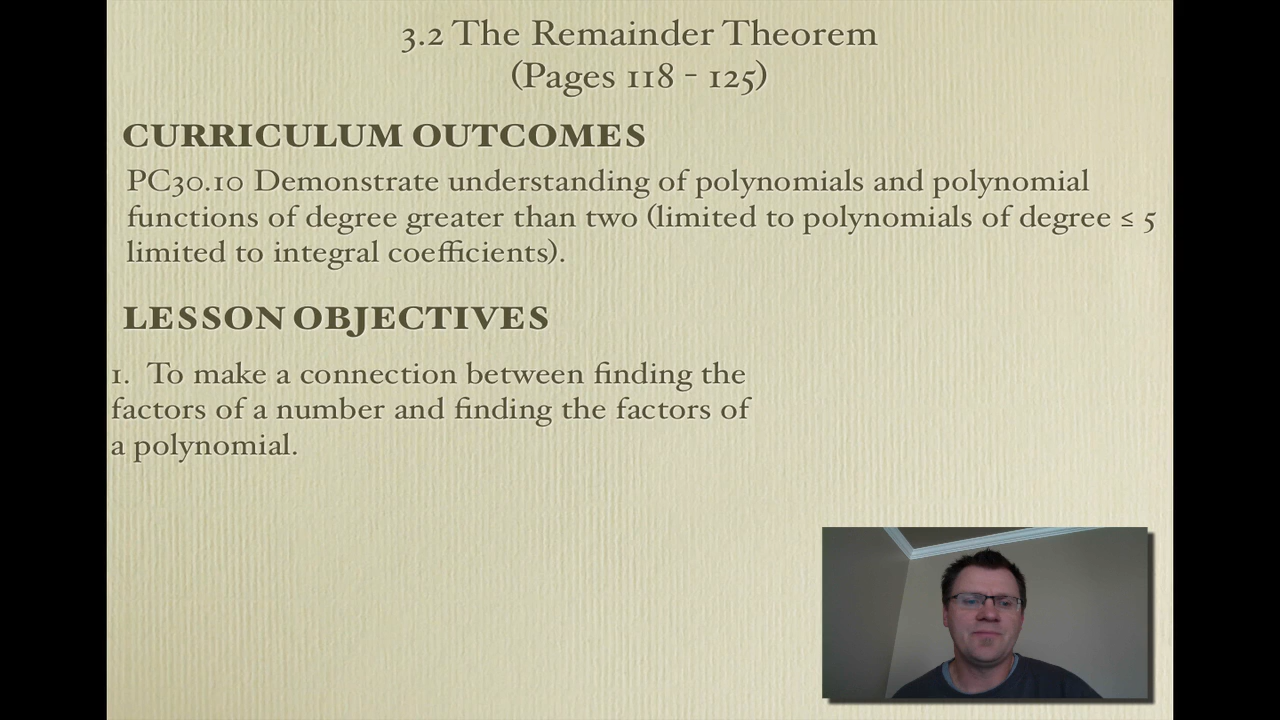 3.2 The Remainder Theorem
(Pages 118 - 125)
CURRICULUM OUTCOMES
PC30.10 Demonstrate understanding of polynomials and polynomial
functions of degree greater than two (limited to polynomials of degree ≤ 5
limited to integral coefficients).
LESSON OBJECTIVES
1. To make a connection between finding the
factors of a number and finding the factors of
a polynomial.